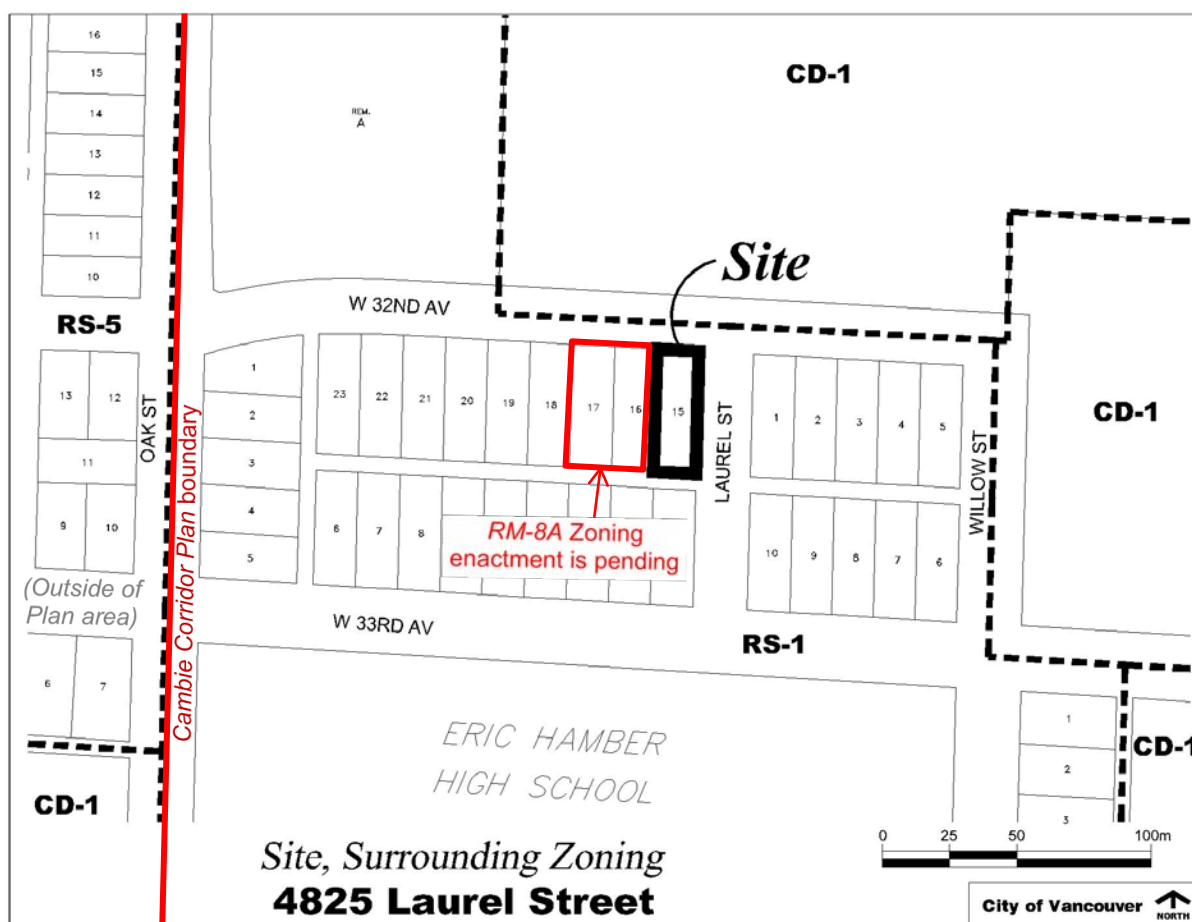 16
15
14
13
12
11
10
REM.
A
CD-1
Site
W 32ND AV
RS-5
13
12
11
9
10
OAK ST
(Outside of
Plan area)
6
7
CD-1
Cambie Corridor Plan boundary
1
2
3
4
5
23
22
21
20
19
18
17
16
15
6
7
8
RM-8A Zoning
enactment is pending
LAUREL ST
1
2
3
4
5
10
9
8
7
6
WILLOW ST
CD-1
W 33RD AV
RS-1
ERIC HAMBER
HIGH SCHOOL
1
2
3
CD-1
0 25 50 100m
Site, Surrounding Zoning
4825 Laurel Street
City of Vancouver
NORTH